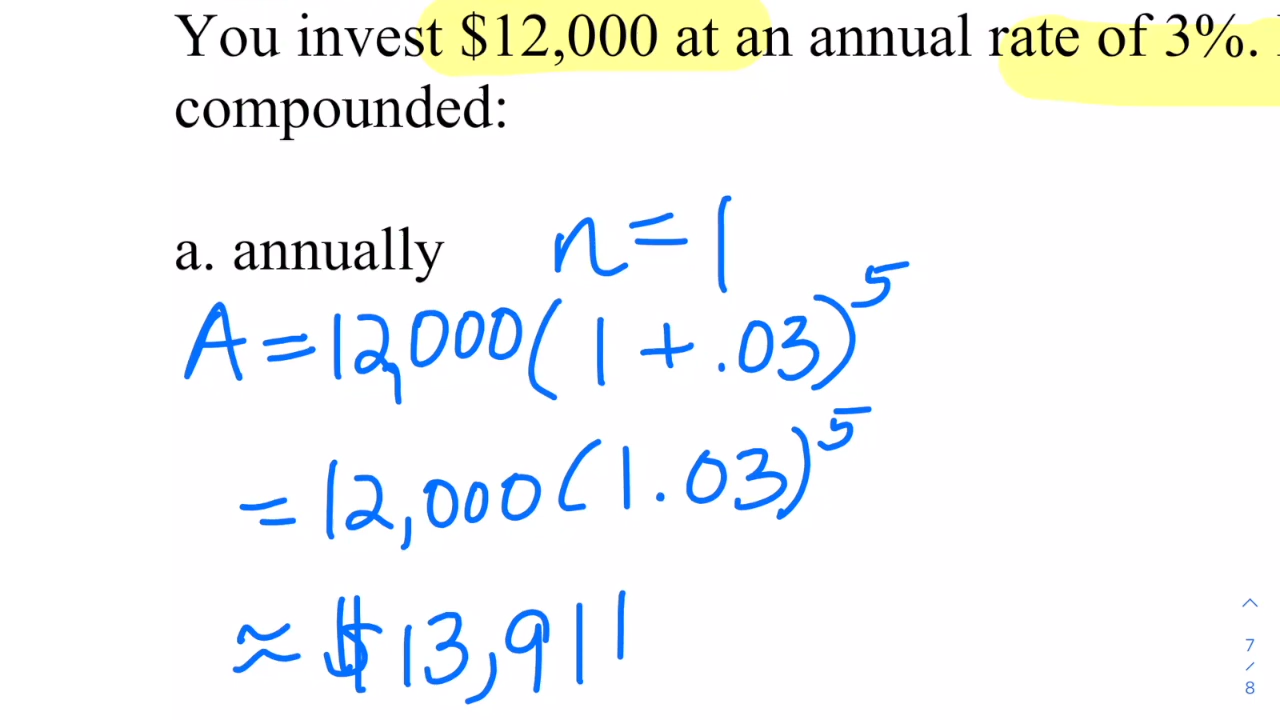 You invest $12,000 at an annual rate of 3%.
compounded:
a. annually n=1
A=12,000(1+.03)^5
=12,000(1.03)^5
≈$13,911
7
/
8